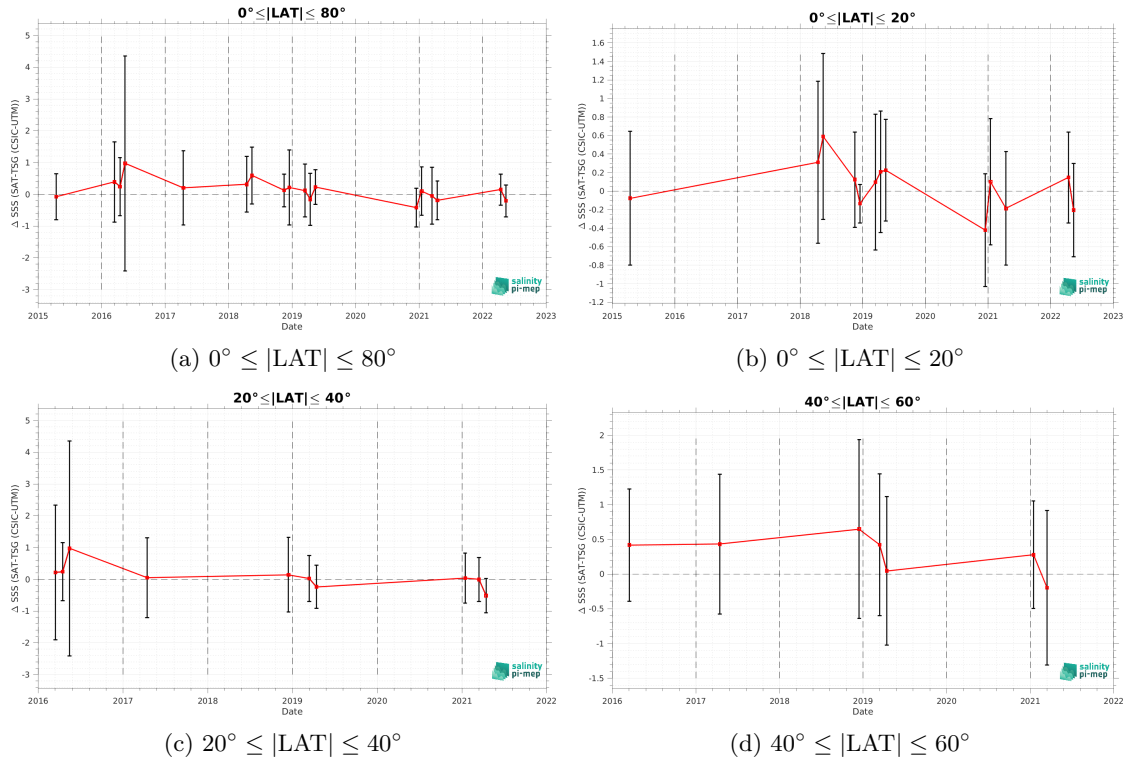 0°≤|LAT|≤ 80°
Δ SSS (SAT-TSG (CSIC-UTM))
5
4
3
2
1
0
-1
-2
-3
2015 2016 2017 2018 2019 2020 2021 2022 2023
Date
salinity
pi-mep
(a) 0° ≤ |LAT| ≤ 80°
0°≤|LAT|≤ 20°
Δ SSS (SAT-TSG (CSIC-UTM))
1.6
1.4
1.2
1
0.8
0.6
0.4
0.2
0
-0.2
-0.4
-0.6
-0.8
-1
-1.2
2015 2016 2017 2018 2019 2020 2021 2022 2023
Date
salinity
pi-mep
(b) 0° ≤ |LAT| ≤ 20°
20°≤|LAT|≤ 40°
Δ SSS (SAT-TSG (CSIC-UTM))
5
4
3
2
1
0
-1
-2
-3
2016 2017 2018 2019 2020 2021 2022
Date
salinity
pi-mep
(c) 20° ≤ |LAT| ≤ 40°
40°≤|LAT|≤ 60°
Δ SSS (SAT-TSG (CSIC-UTM))
2
1.5
1
0.5
0
-0.5
-1
-1.5
2016 2017 2018 2019 2020 2021 2022
Date
salinity
pi-mep
(d) 40° ≤ |LAT| ≤ 60°